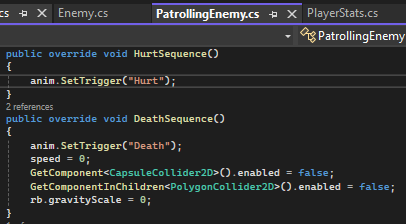 cs Enemy.cs PatrollingEnemy.cs PlayerStats.cs
PatrollingEnemy
public override void HurtSequence()
{
anim.SetTrigger("Hurt");
}
2 references
public override void DeathSequence()
{
anim.SetTrigger("Death");
speed = 0;
GetComponent<CapsuleCollider2D>().enabled = false;
GetComponentInChildren<PolygonCollider2D>().enabled = false;
rb.gravityScale = 0;
}